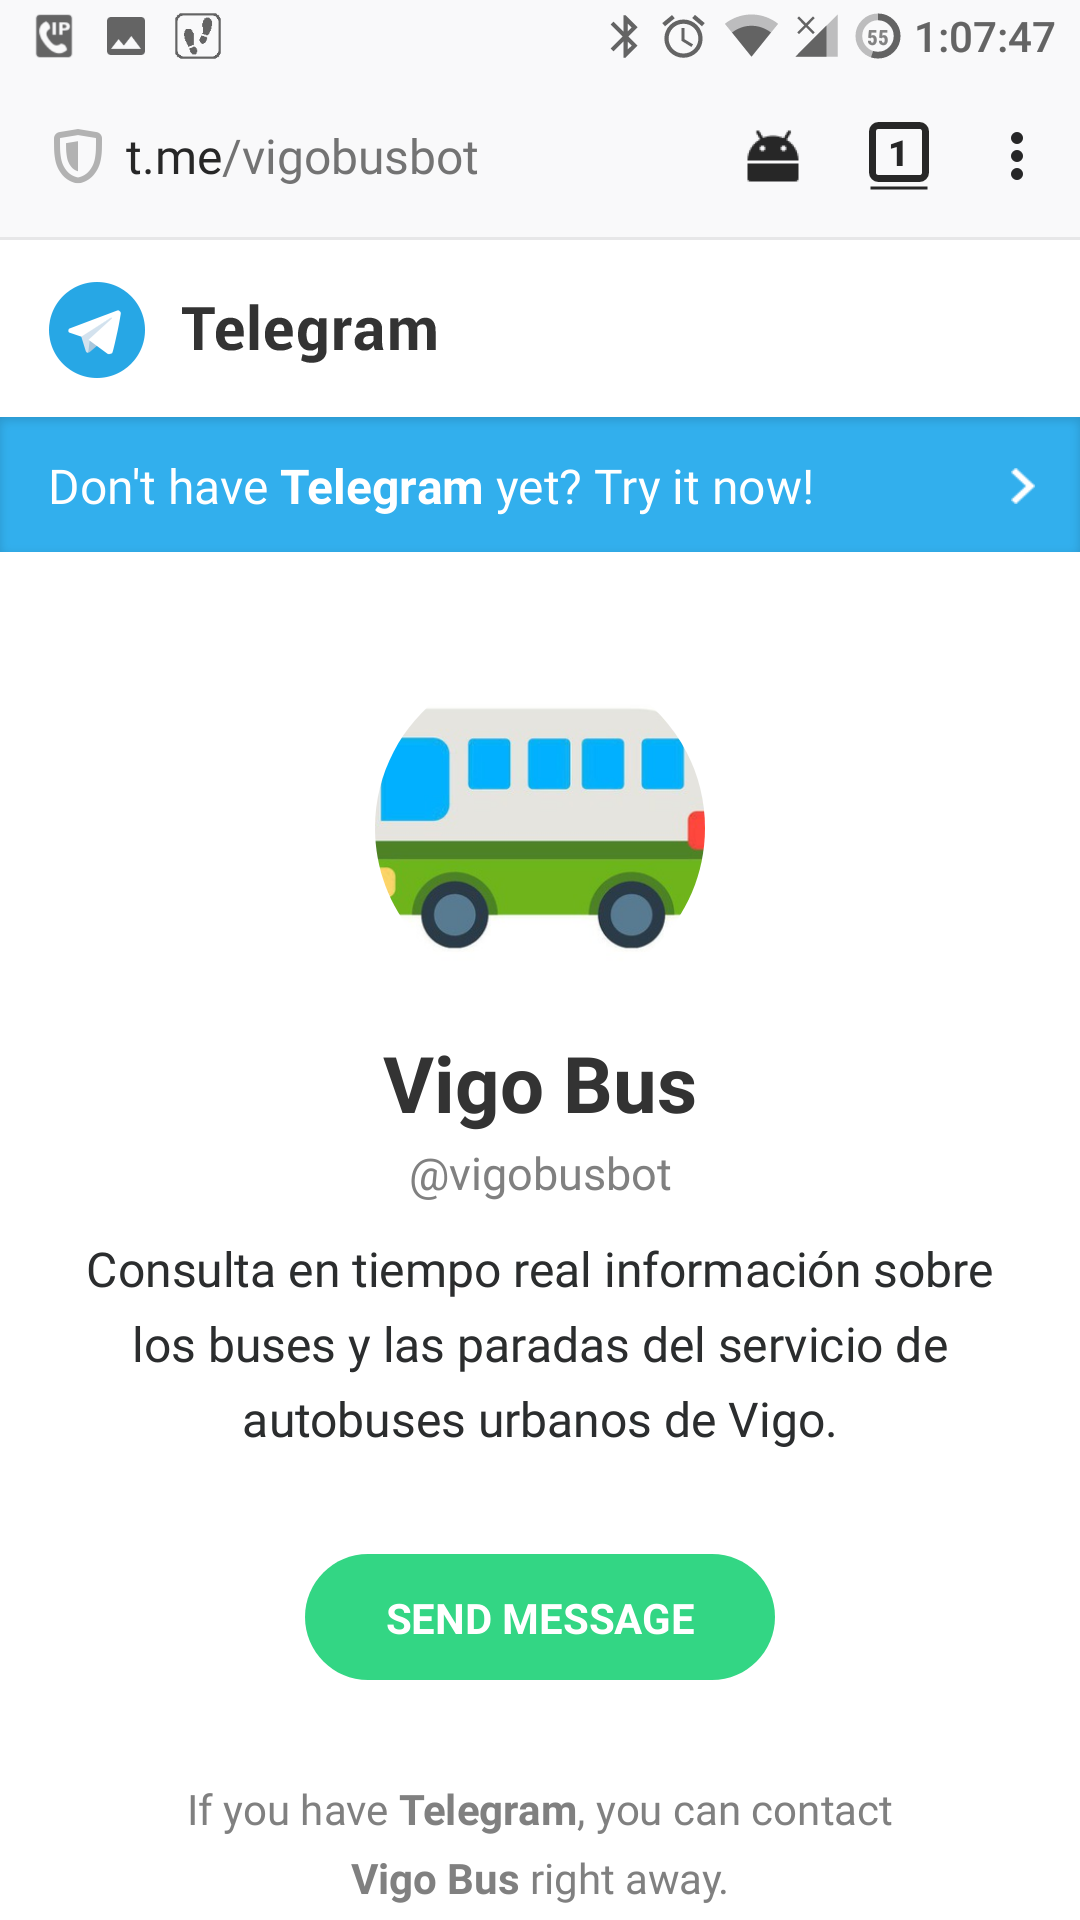 IP 55 1:07:47
t.me/vigobusbot 1
Telegram
Don't have Telegram yet? Try it now!
Vigo Bus
@vigobusbot
Consulta en tiempo real información sobre
los buses y las paradas del servicio de
autobuses urbanos de Vigo.
SEND MESSAGE
If you have Telegram, you can contact
Vigo Bus right away.